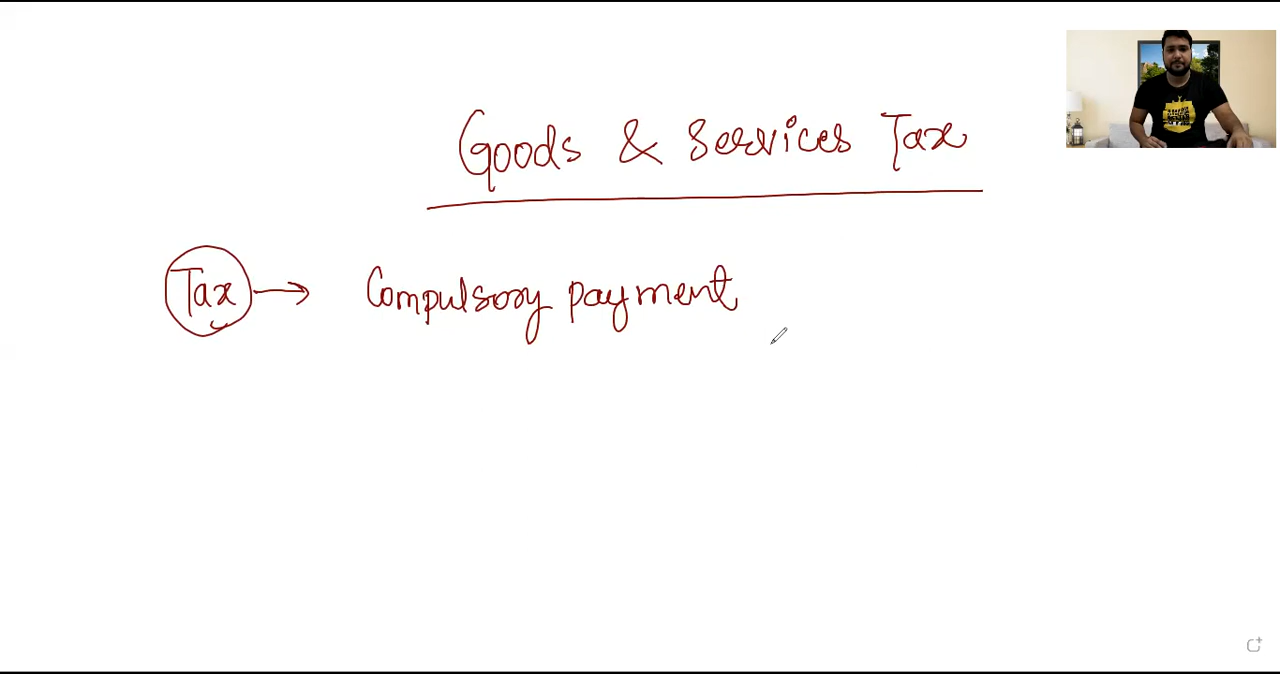 Goods & Services Tax
Tax → Compulsory payment